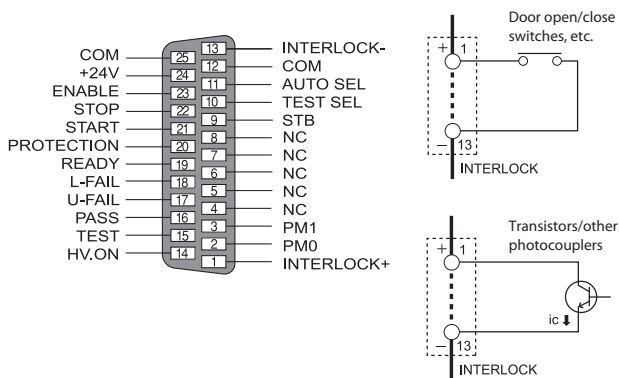 COM
+24V
ENABLE
STOP
START
PROTECTION
READY
L-FAIL
U-FAIL
PASS
TEST
HV.ON
25
24
23
22
21
20
19
18
17
16
15
14
13
12
11
10
9
8
7
6
5
4
3
2
1
INTERLOCK-
COM
AUTO SEL
TEST SEL
STB
NC
NC
NC
NC
NC
PM1
PM0
INTERLOCK+
Door open/close
switches, etc.
+ 1
− 13
INTERLOCK
Transistors/other
photocouplers
+ 1
ic
− 13
INTERLOCK